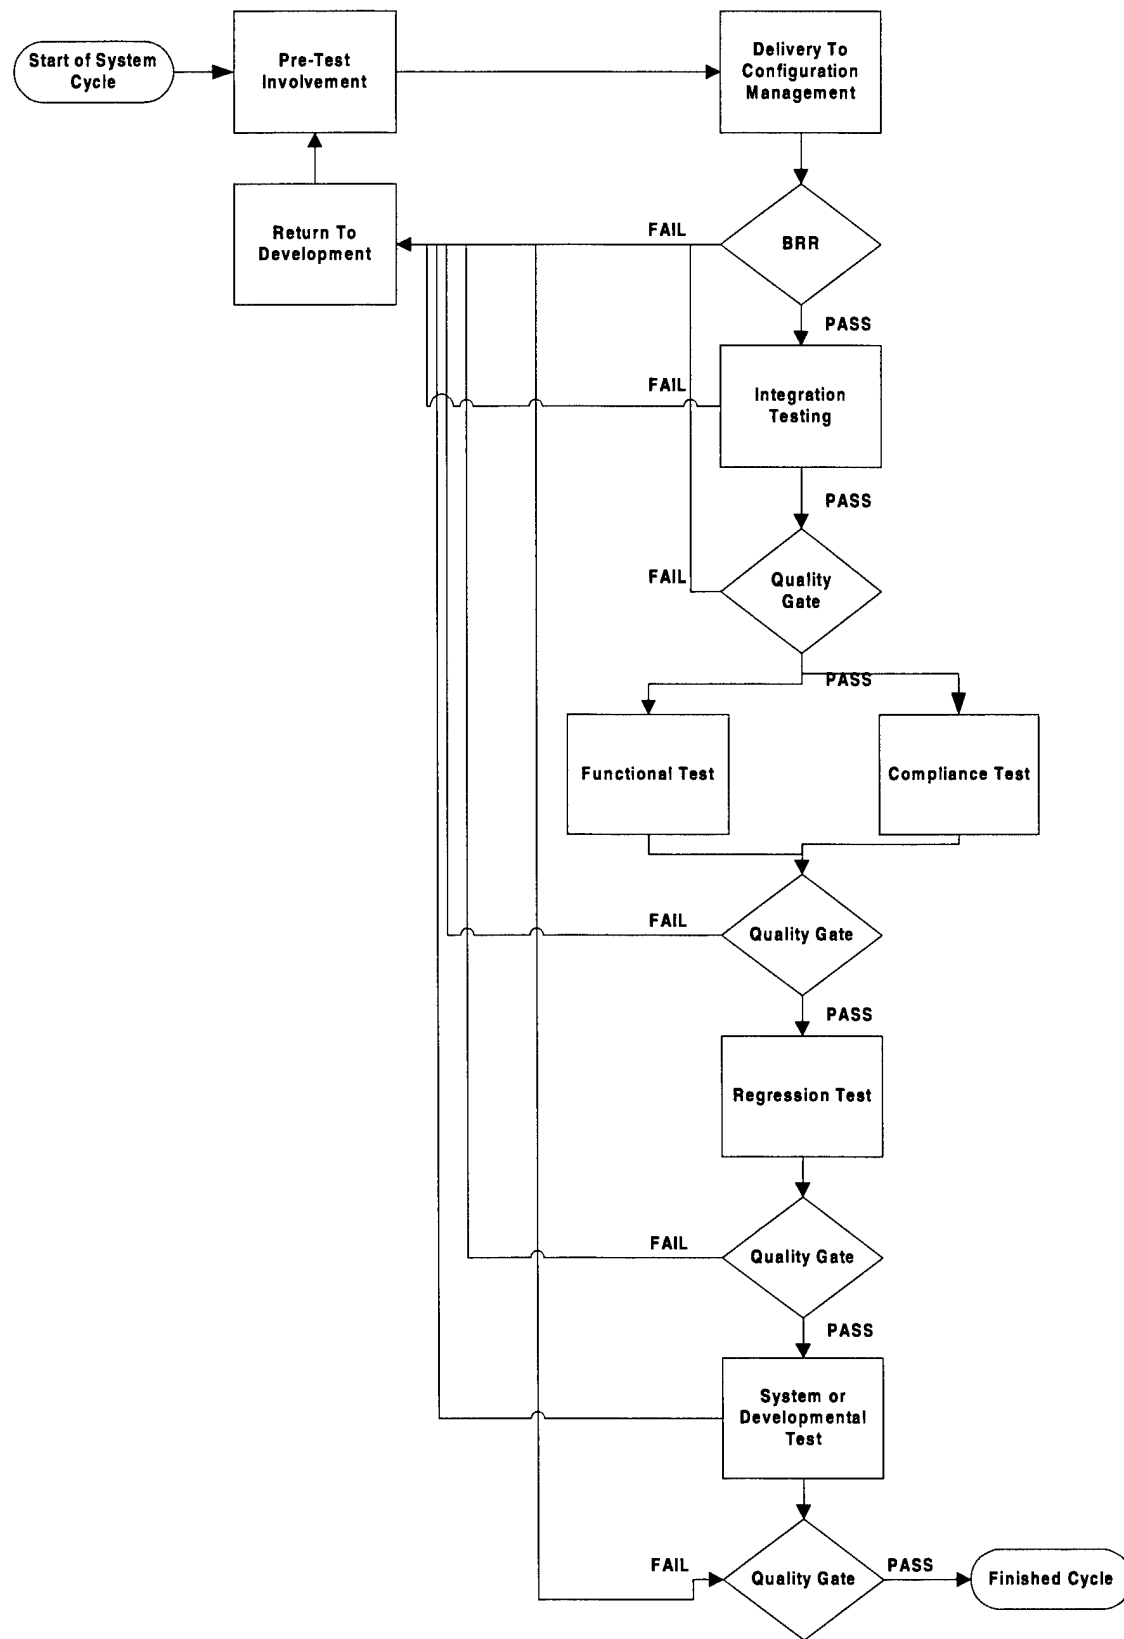 Start of System
Cycle
Pre-Test
Involvement
Delivery To
Configuration
Management
Return To
Development
FAIL
BRR
PASS
FAIL
Integration
Testing
PASS
FAIL
Quality
Gate
PASS
Functional Test
Compliance Test
FAIL
Quality Gate
PASS
Regression Test
FAIL
Quality Gate
PASS
System or
Developmental
Test
FAIL
Quality Gate
PASS
Finished Cycle